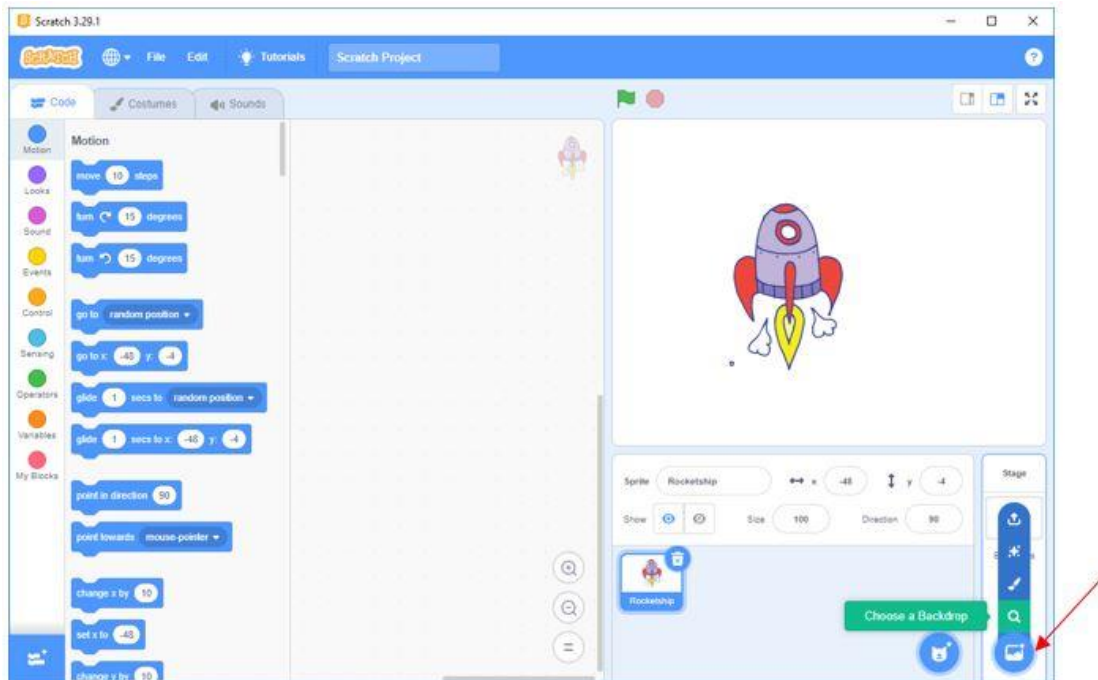 Scratch 3.29.1
SCRATCH
File Edit Tutorials Scratch Project
?
Code Costumes Sounds
Motion
Looks
Sound
Events
Control
Sensing
Operators
Variables
My Blocks
Motion
move 10 steps
turn 15 degrees
turn 15 degrees
go to random position
go to x: -48 y: -4
glide 1 secs to random position
glide 1 secs to x: -48 y: -4
point in direction 90
point towards mouse-pointer
change x by 10
set x to -48
change y by 10
Sprite Rocketship x -48 y -4
Show Size 100 Direction 90
Rocketship
Stage
Choose a Backdrop